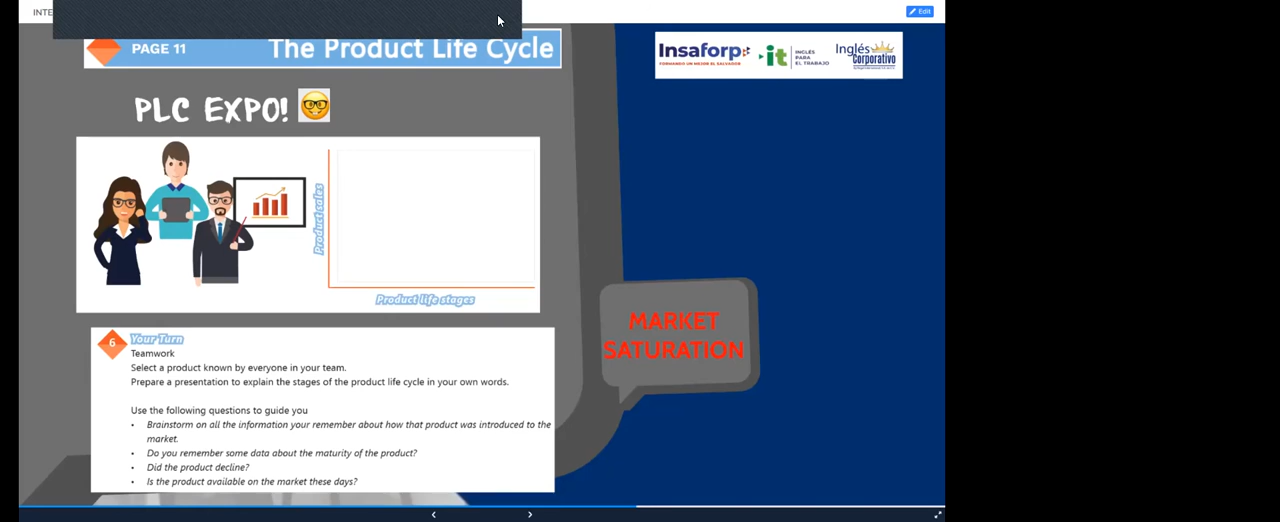 INTE
Edit
PAGE 11
The Product Life Cycle
Insaforp
FORMANDO UN MEJOR EL SALVADOR
it
INGLÉS
PARA
EL TRABAJO
Inglés
Corporativo
PLC EXPO!
Product sales
Product life stages
6
Your Turn
Teamwork
Select a product known by everyone in your team.
Prepare a presentation to explain the stages of the product life cycle in your own words.
Use the following questions to guide you
• Brainstorm on all the information your remember about how that product was introduced to the
market.
• Do you remember some data about the maturity of the product?
• Did the product decline?
• Is the product available on the market these days?
MARKET
SATURATION